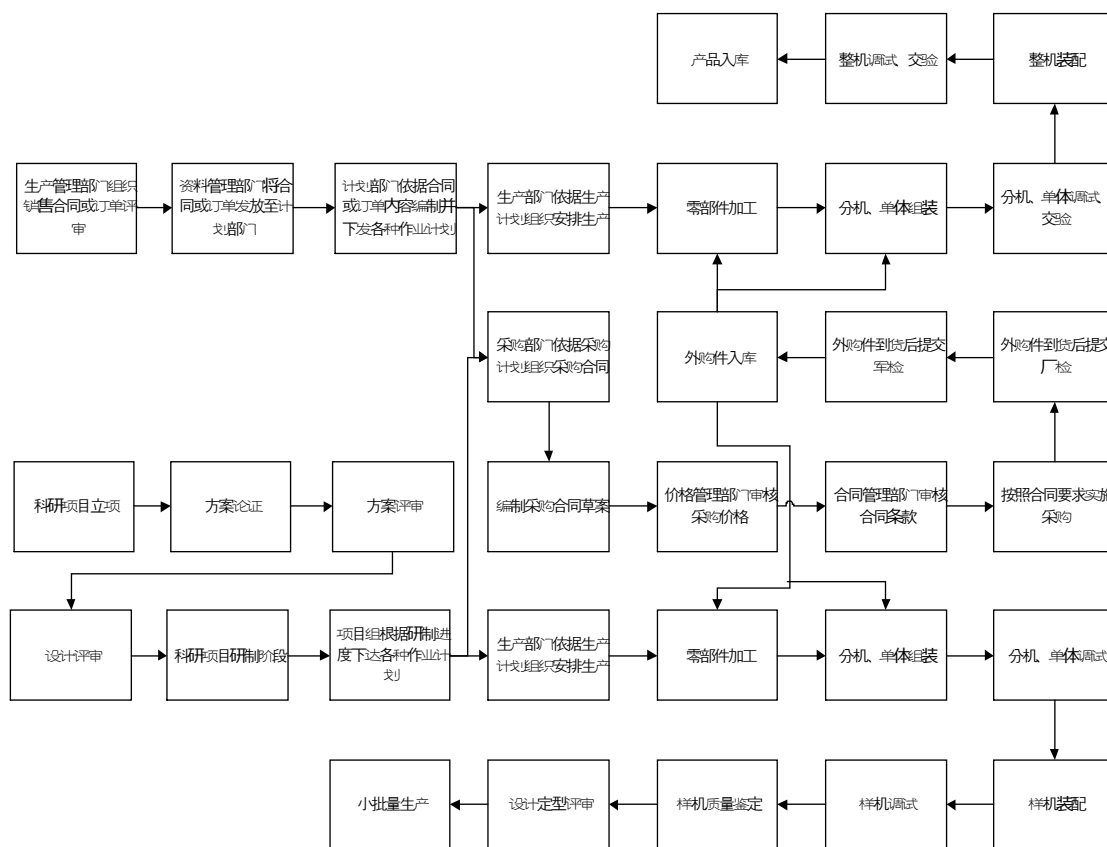 产品入库
整机调试、交验
整机装配
生产管理部门组织
销售合同或订单评
审
资料管理部门将合
同或订单发放至计
划部门
计划部门依据合同
或订单内容编制并
下发各种作业计划
生产部门依据生产
计划组织安排生产
零部件加工
分机、单体组装
分机、单体调试、
交验
采购部门依据采购
计划组织采购合同
外购件入库
外购件到货后提交
军检
外购件到货后提交
厂检
科研项目立项
方案论证
方案评审
编制采购合同草案
价格管理部门审核
采购价格
合同管理部门审核
合同条款
按照合同要求实施
采购
设计评审
科研项目研制阶段
项目组根据研制进
度下达各种作业计
划
生产部门依据生产
计划组织安排生产
零部件加工
分机、单体组装
分机、单体调试
小批量生产
设计定型评审
样机质量鉴定
样机调试
样机装配